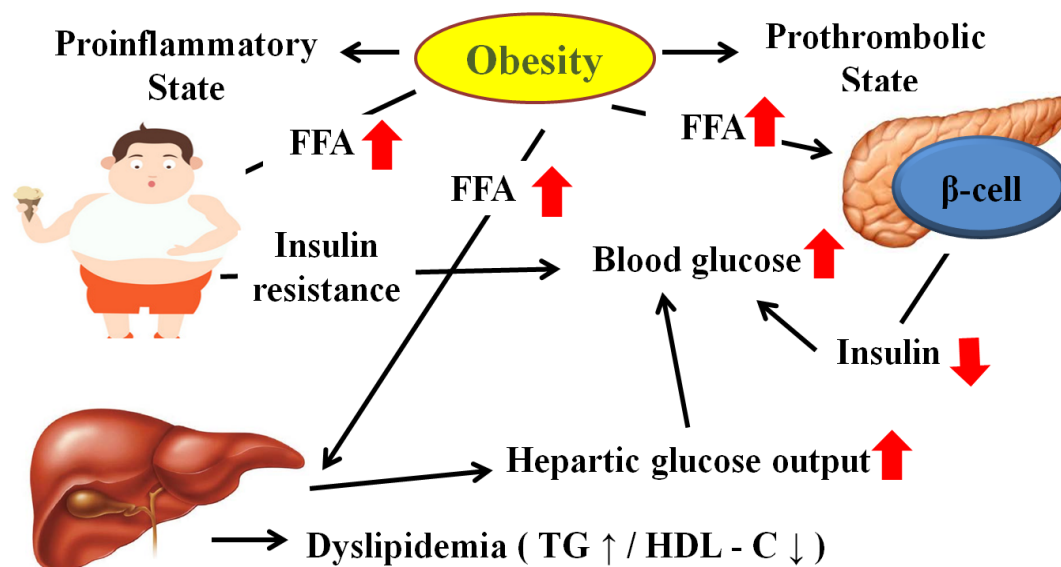 Proinflammatory
State
Obesity
Prothrombolic
State
FFA
FFA
FFA
β-cell
Insulin
resistance
Blood glucose
Insulin
Hepartic glucose output
Dyslipidemia ( TG ↑ / HDL - C ↓ )